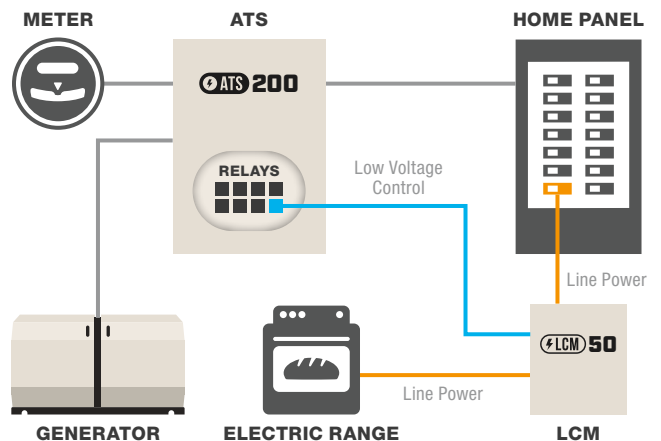 METER
ATS
HOME PANEL
ATS 200
RELAYS
Low Voltage
Control
Line Power
LCM 50
Line Power
GENERATOR
ELECTRIC RANGE
LCM